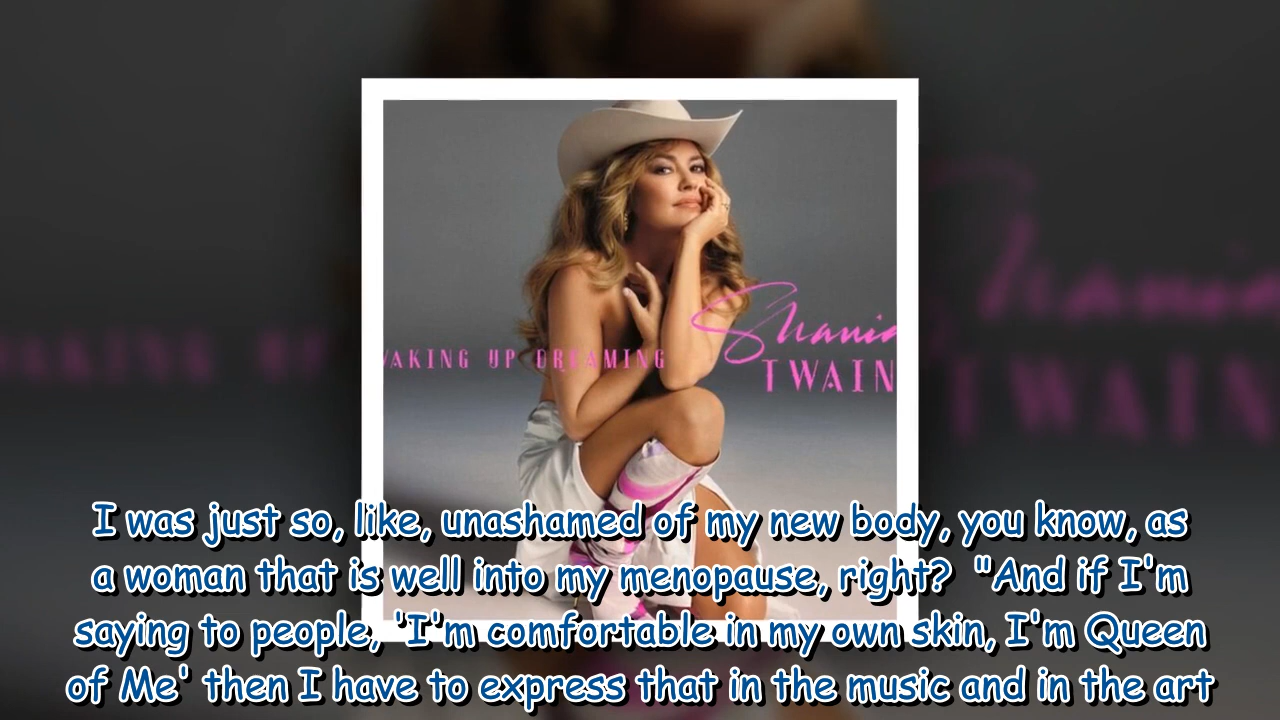 Shania
WAKING UP DREAMING
TWAIN
I was just so, like, unashamed of my new body, you know, as
a woman that is well into my menopause, right?  "And if I'm
saying to people, 'I'm comfortable in my own skin, I'm Queen
of Me' then I have to express that in the music and in the art